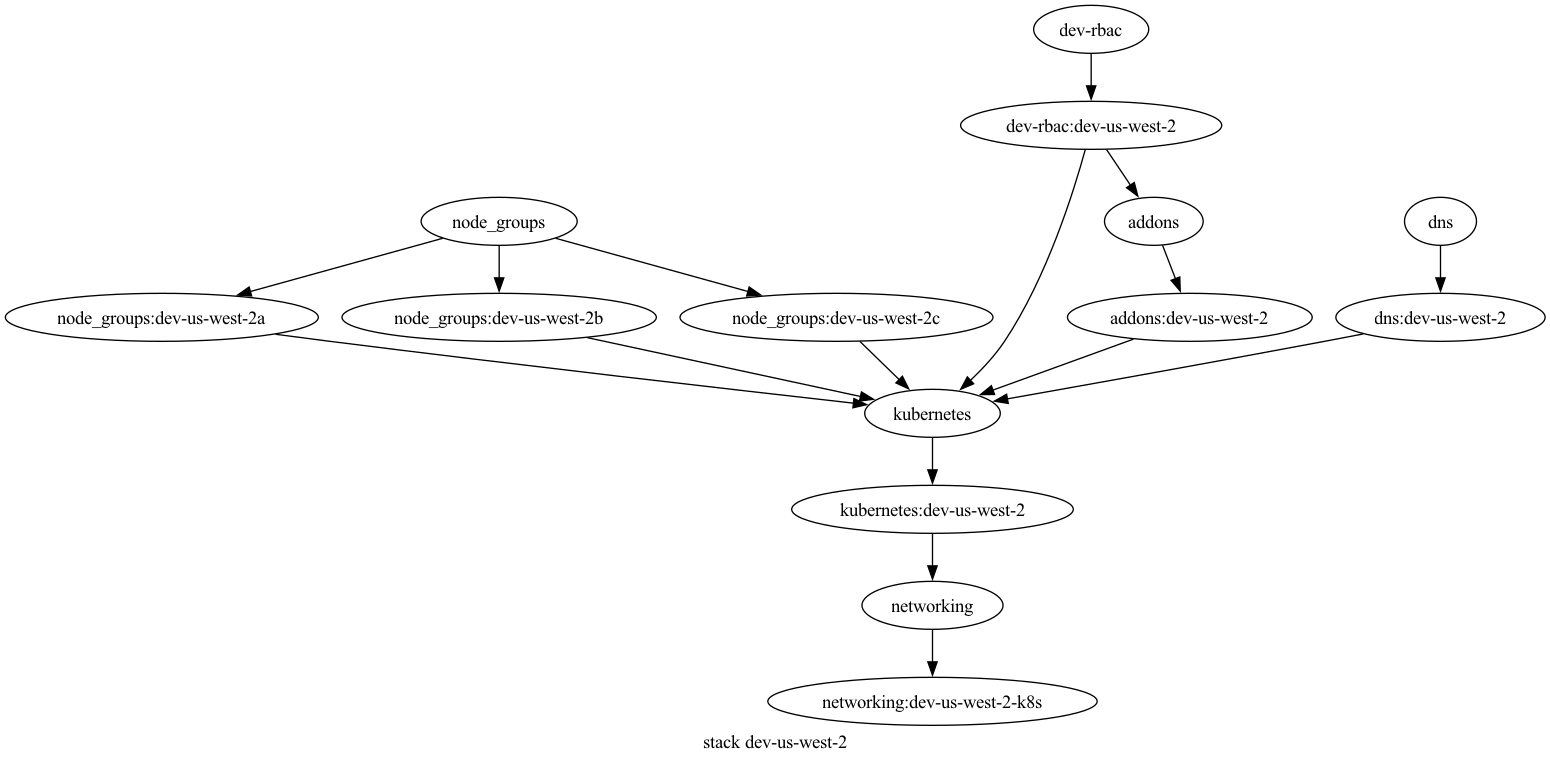 dev-rbac
dev-rbac:dev-us-west-2
node_groups
addons
dns
node_groups:dev-us-west-2a
node_groups:dev-us-west-2b
node_groups:dev-us-west-2c
addons:dev-us-west-2
dns:dev-us-west-2
kubernetes
kubernetes:dev-us-west-2
networking
networking:dev-us-west-2-k8s
stack dev-us-west-2